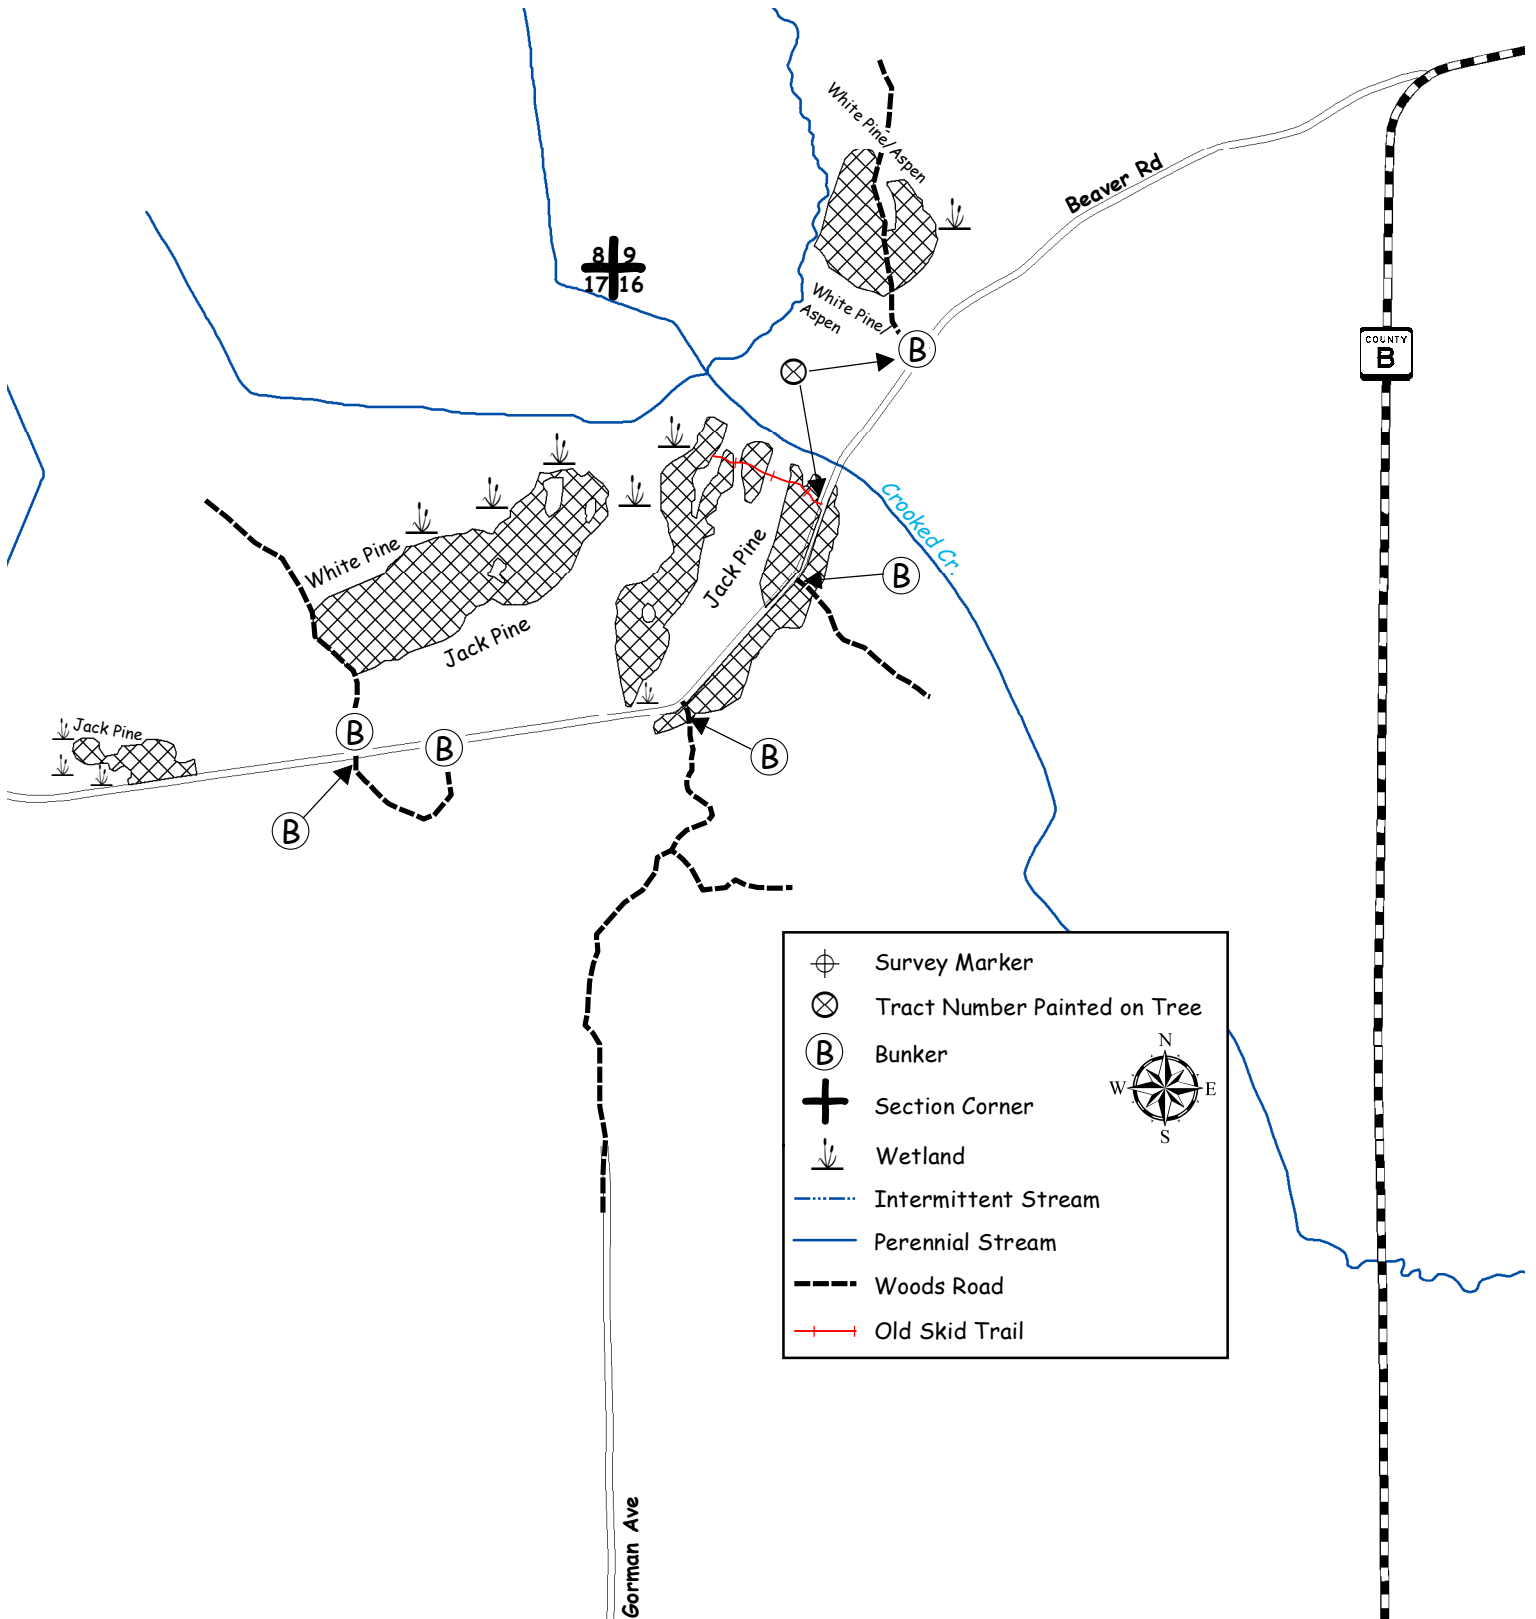 White Pine/Aspen
Beaver Rd
8 9
17 16
White Pine/
Aspen
B
COUNTY
B
Crooked Cr.
White Pine
Jack Pine
Jack Pine
B
Jack Pine
B
B
B
B
Survey Marker
Tract Number Painted on Tree
B Bunker
Section Corner
Wetland
Intermittent Stream
Perennial Stream
Woods Road
Old Skid Trail
N
W E
S
Gorman Ave